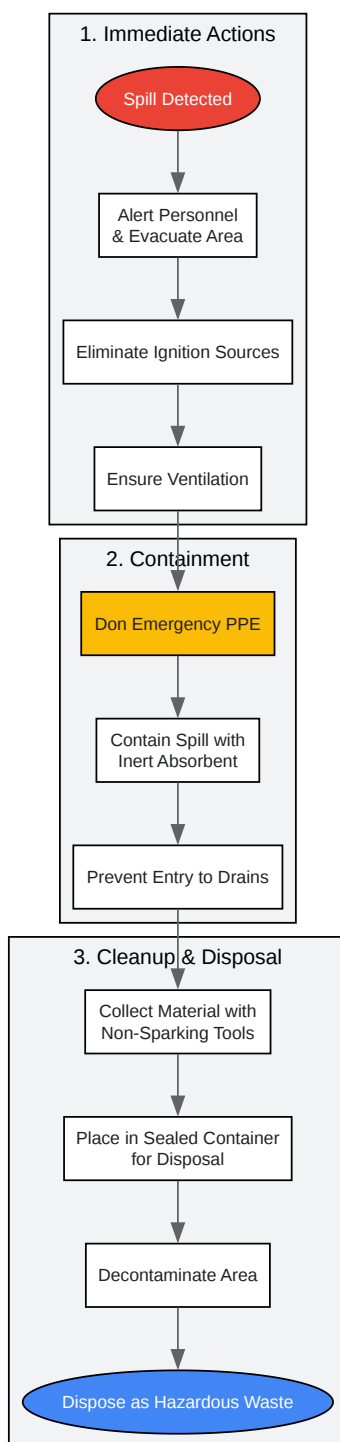 1. Immediate Actions
Spill Detected
Alert Personnel
& Evacuate Area
Eliminate Ignition Sources
Ensure Ventilation
2. Containment
Don Emergency PPE
Contain Spill with
Inert Absorbent
Prevent Entry to Drains
3. Cleanup & Disposal
Collect Material with
Non-Sparking Tools
Place in Sealed Container
for Disposal
Decontaminate Area
Dispose as Hazardous Waste